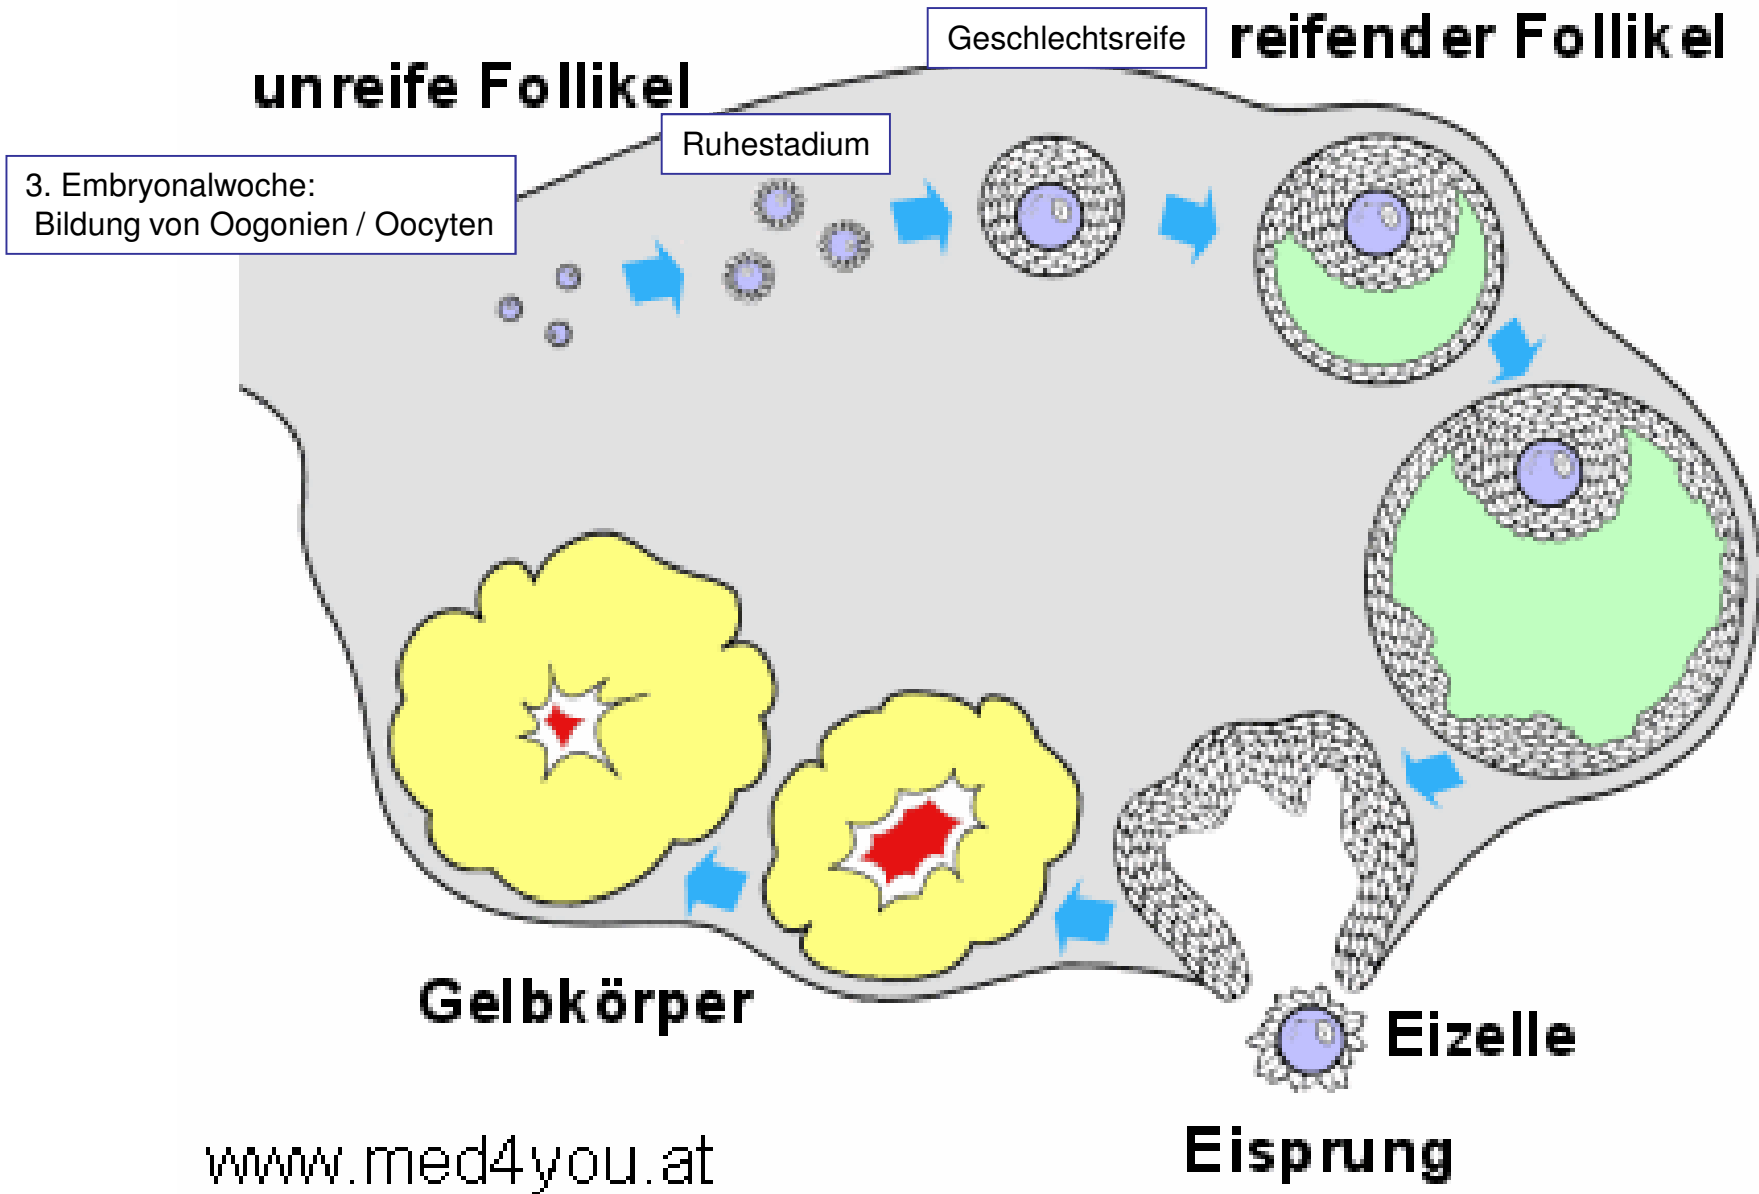 Geschlechtsreife
reifender Follikel
unreife Follikel
Ruhestadium
3. Embryonalwoche:
Bildung von Oogonien / Oocyten
Gelbkörper
Eizelle
Eisprung
www.med4you.at